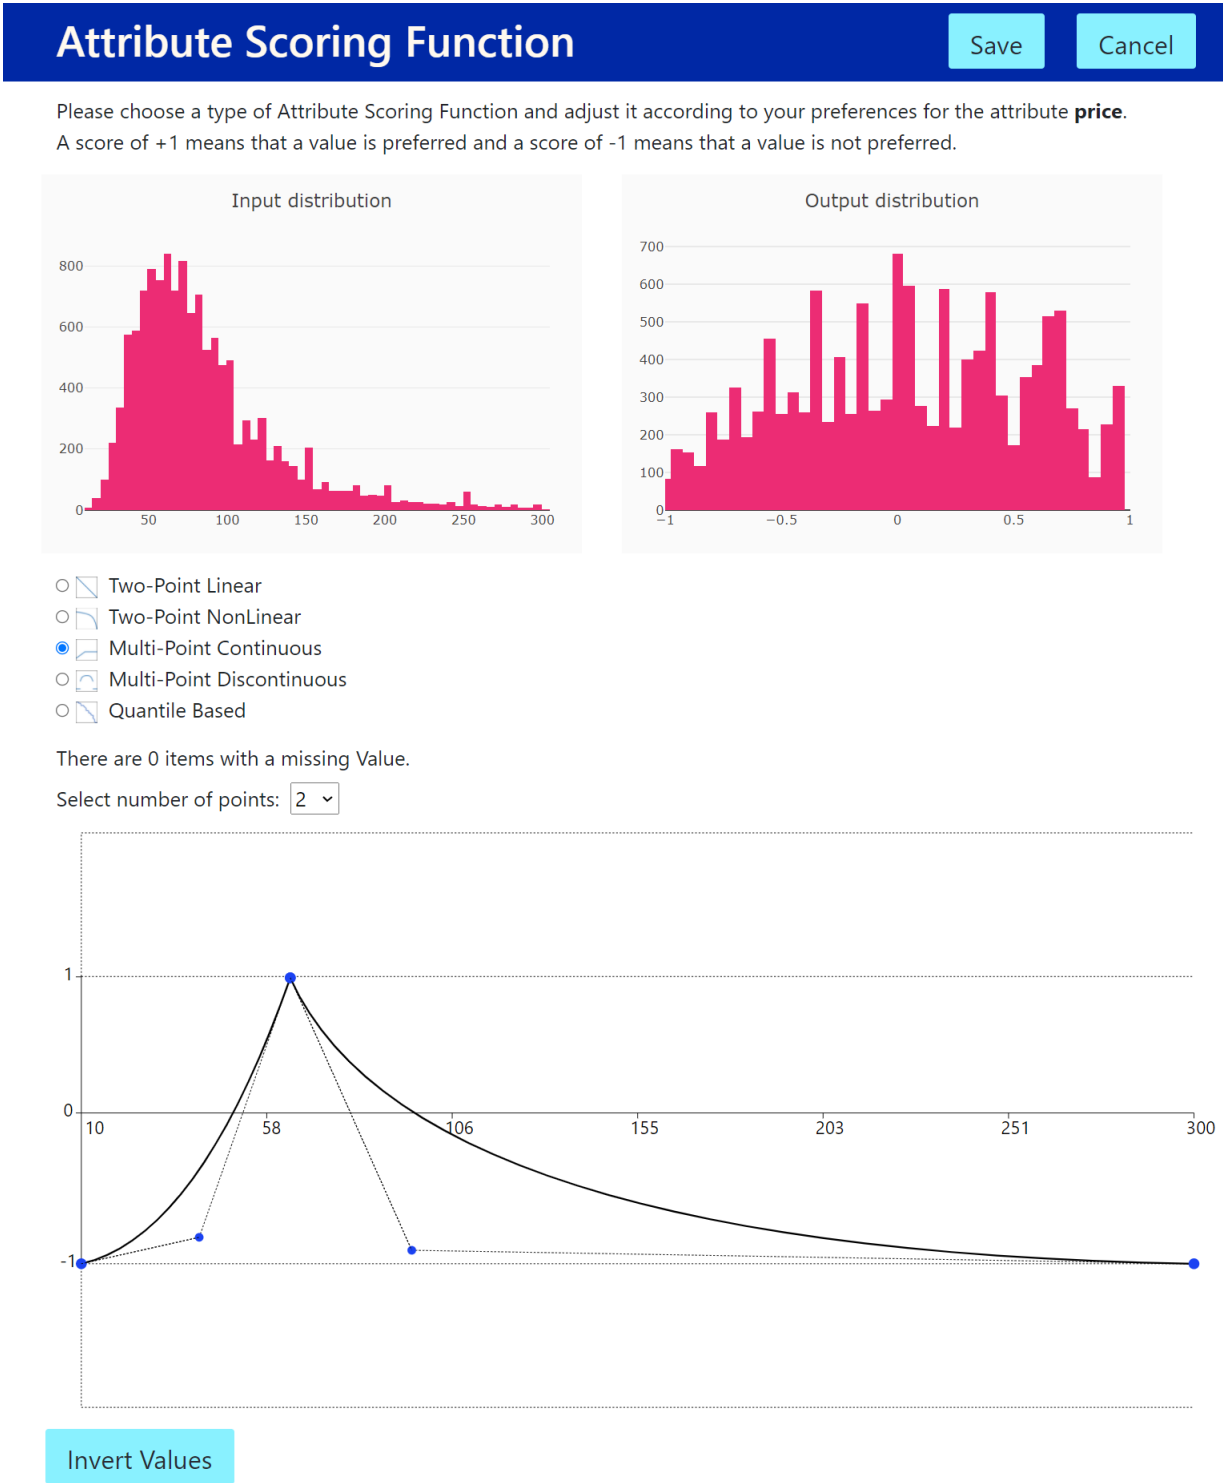 Attribute Scoring Function
Save
Cancel
Please choose a type of Attribute Scoring Function and adjust it according to your preferences for the attribute price.
A score of +1 means that a value is preferred and a score of -1 means that a value is not preferred.
Input distribution
800
600
400
200
0
50 100 150 200 250 300
Output distribution
700
600
500
400
300
200
100
0
−1 −0.5 0 0.5 1
Two-Point Linear
Two-Point NonLinear
Multi-Point Continuous
Multi-Point Discontinuous
Quantile Based
There are 0 items with a missing Value.
Select number of points: 2
1
0
10 58 106 155 203 251 300
-1
Invert Values